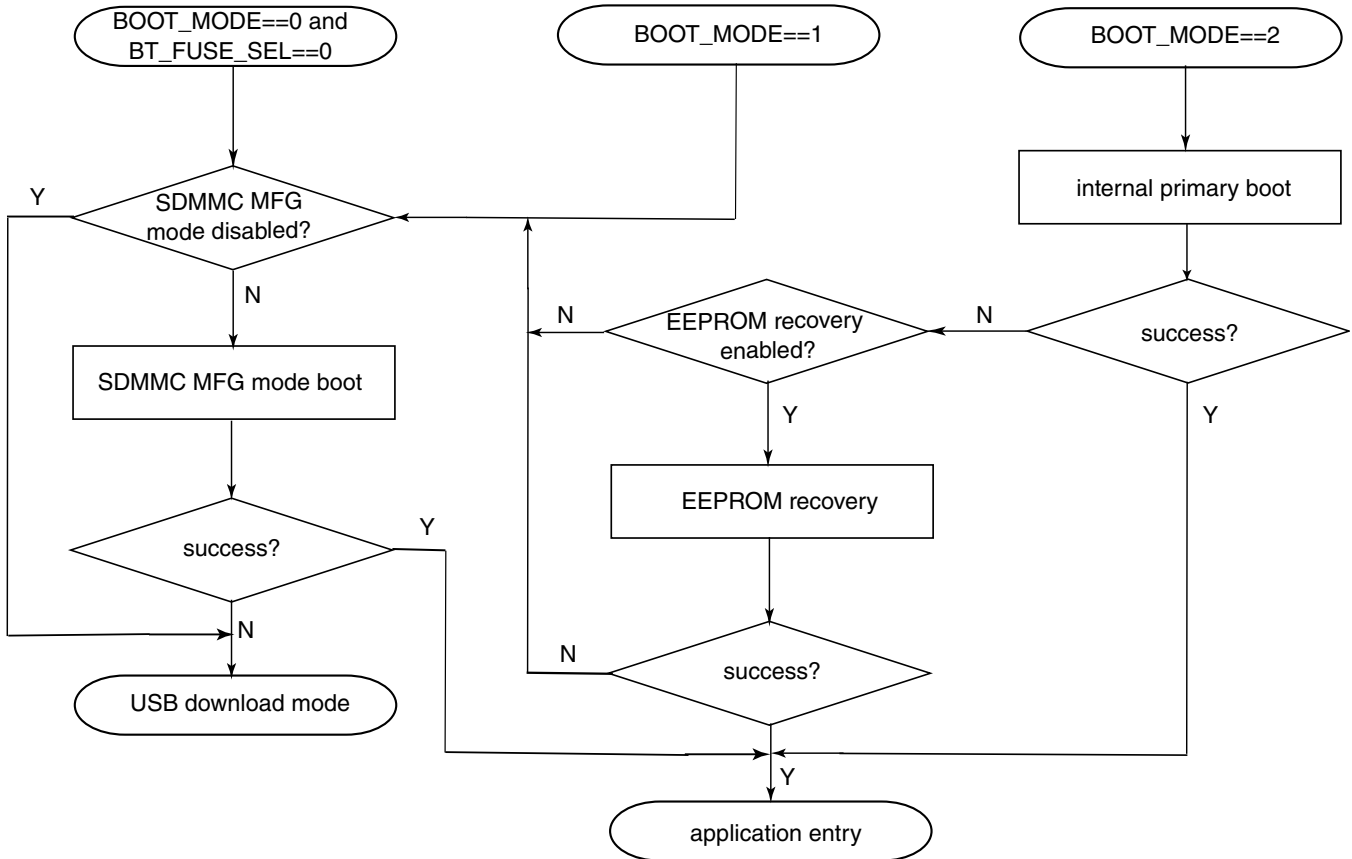 BOOT_MODE==0 and
BT_FUSE_SEL==0
BOOT_MODE==1
BOOT_MODE==2
Y
SDMMC MFG
mode disabled?
internal primary boot
N
EEPROM recovery
enabled?
N
N
success?
SDMMC MFG mode boot
Y
Y
EEPROM recovery
success?
Y
N
N
success?
USB download mode
Y
application entry